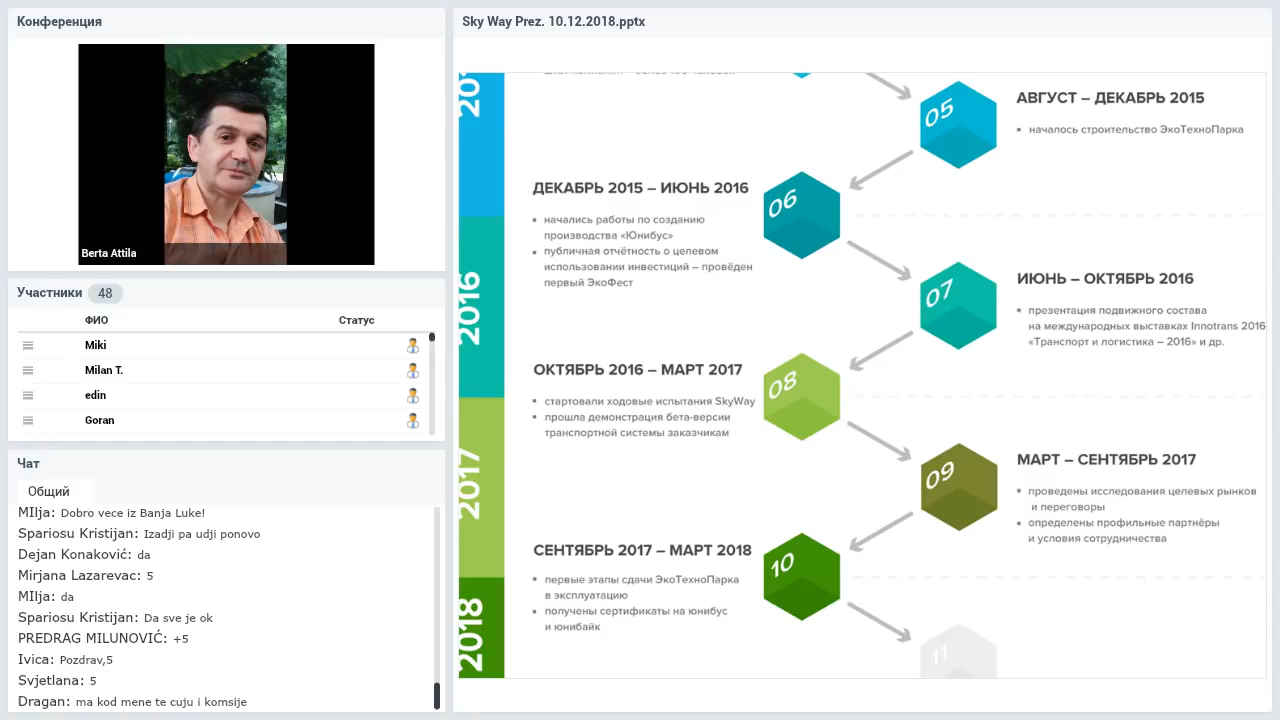 Конференция
Berta Attila
Участники 48
ФИО Статус
Miki
Milan T.
edin
Goran
Чат
Общий
MIlja: Dobro vece iz Banja Luke!
Spariosu Kristijan: Izadji pa udji ponovo
Dejan Konaković: da
Mirjana Lazarevac: 5
MIlja: da
Spariosu Kristijan: Da sve je ok
PREDRAG MILUNOVIĆ: +5
Ivica: Pozdrav,5
Svjetlana: 5
Dragan: ma kod mene te cuju i komsije
Sky Way Prez. 10.12.2018.pptx
05
АВГУСТ – ДЕКАБРЬ 2015
началось строительство ЭкоТехноПарка
2016
06
ДЕКАБРЬ 2015 – ИЮНЬ 2016
начались работы по созданию
производства «Юнибус»
публичная отчётность о целевом
использовании инвестиций – провёден
первый ЭкоФест
07
ИЮНЬ – ОКТЯБРЬ 2016
презентация подвижного состава
на международных выставках Innotrans 2016
«Транспорт и логистика – 2016» и др.
2017
08
ОКТЯБРЬ 2016 – МАРТ 2017
стартовали ходовые испытания SkyWay
прошла демонстрация бета-версии
транспортной системы заказчикам
09
МАРТ – СЕНТЯБРЬ 2017
проведены исследования целевых рынков
и переговоры
определены профильные партнёры
и условия сотрудничества
2018
10
СЕНТЯБРЬ 2017 – МАРТ 2018
первые этапы сдачи ЭкоТехноПарка
в эксплуатацию
получены сертификаты на юнибус
и юнибайк
11